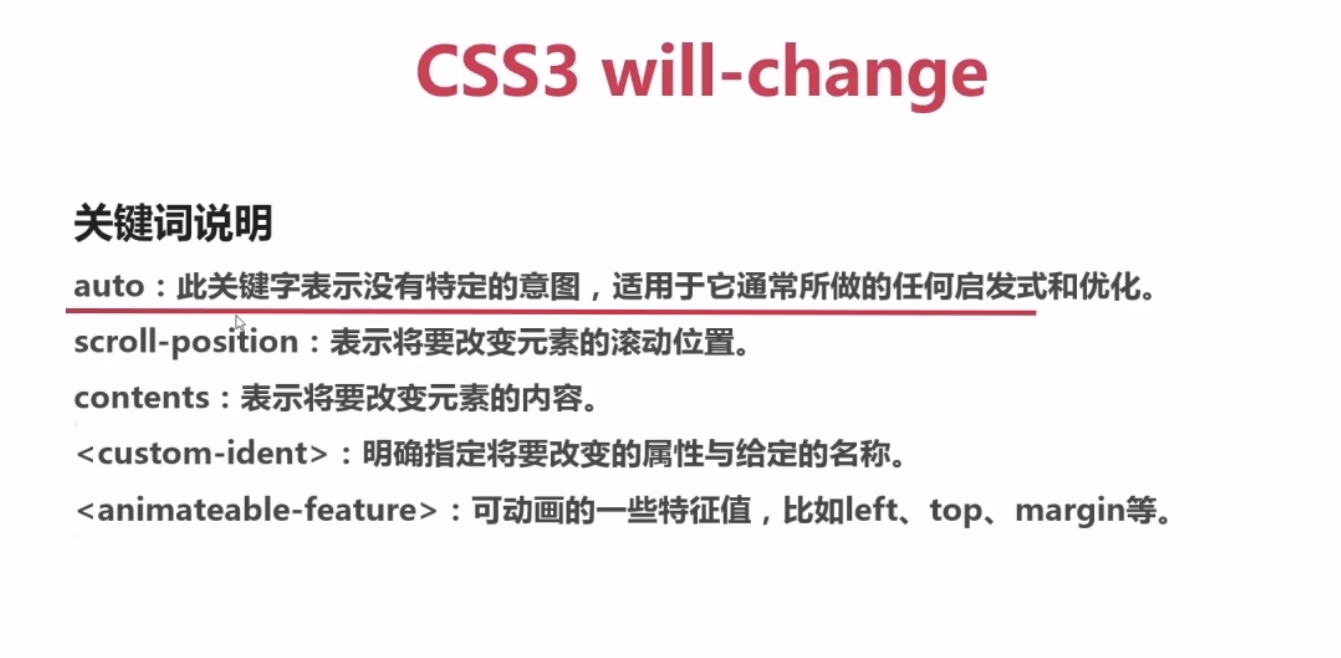 CSS3 will-change
关键词说明
auto：此关键字表示没有特定的意图，适用于它通常所做的任何启发式和优化。
scroll-position：表示将要改变元素的滚动位置。
contents：表示将要改变元素的内容。
<custom-ident>：明确指定将要改变的属性与给定的名称。
<animateable-feature>：可动画的一些特征值，比如left、top、margin等。